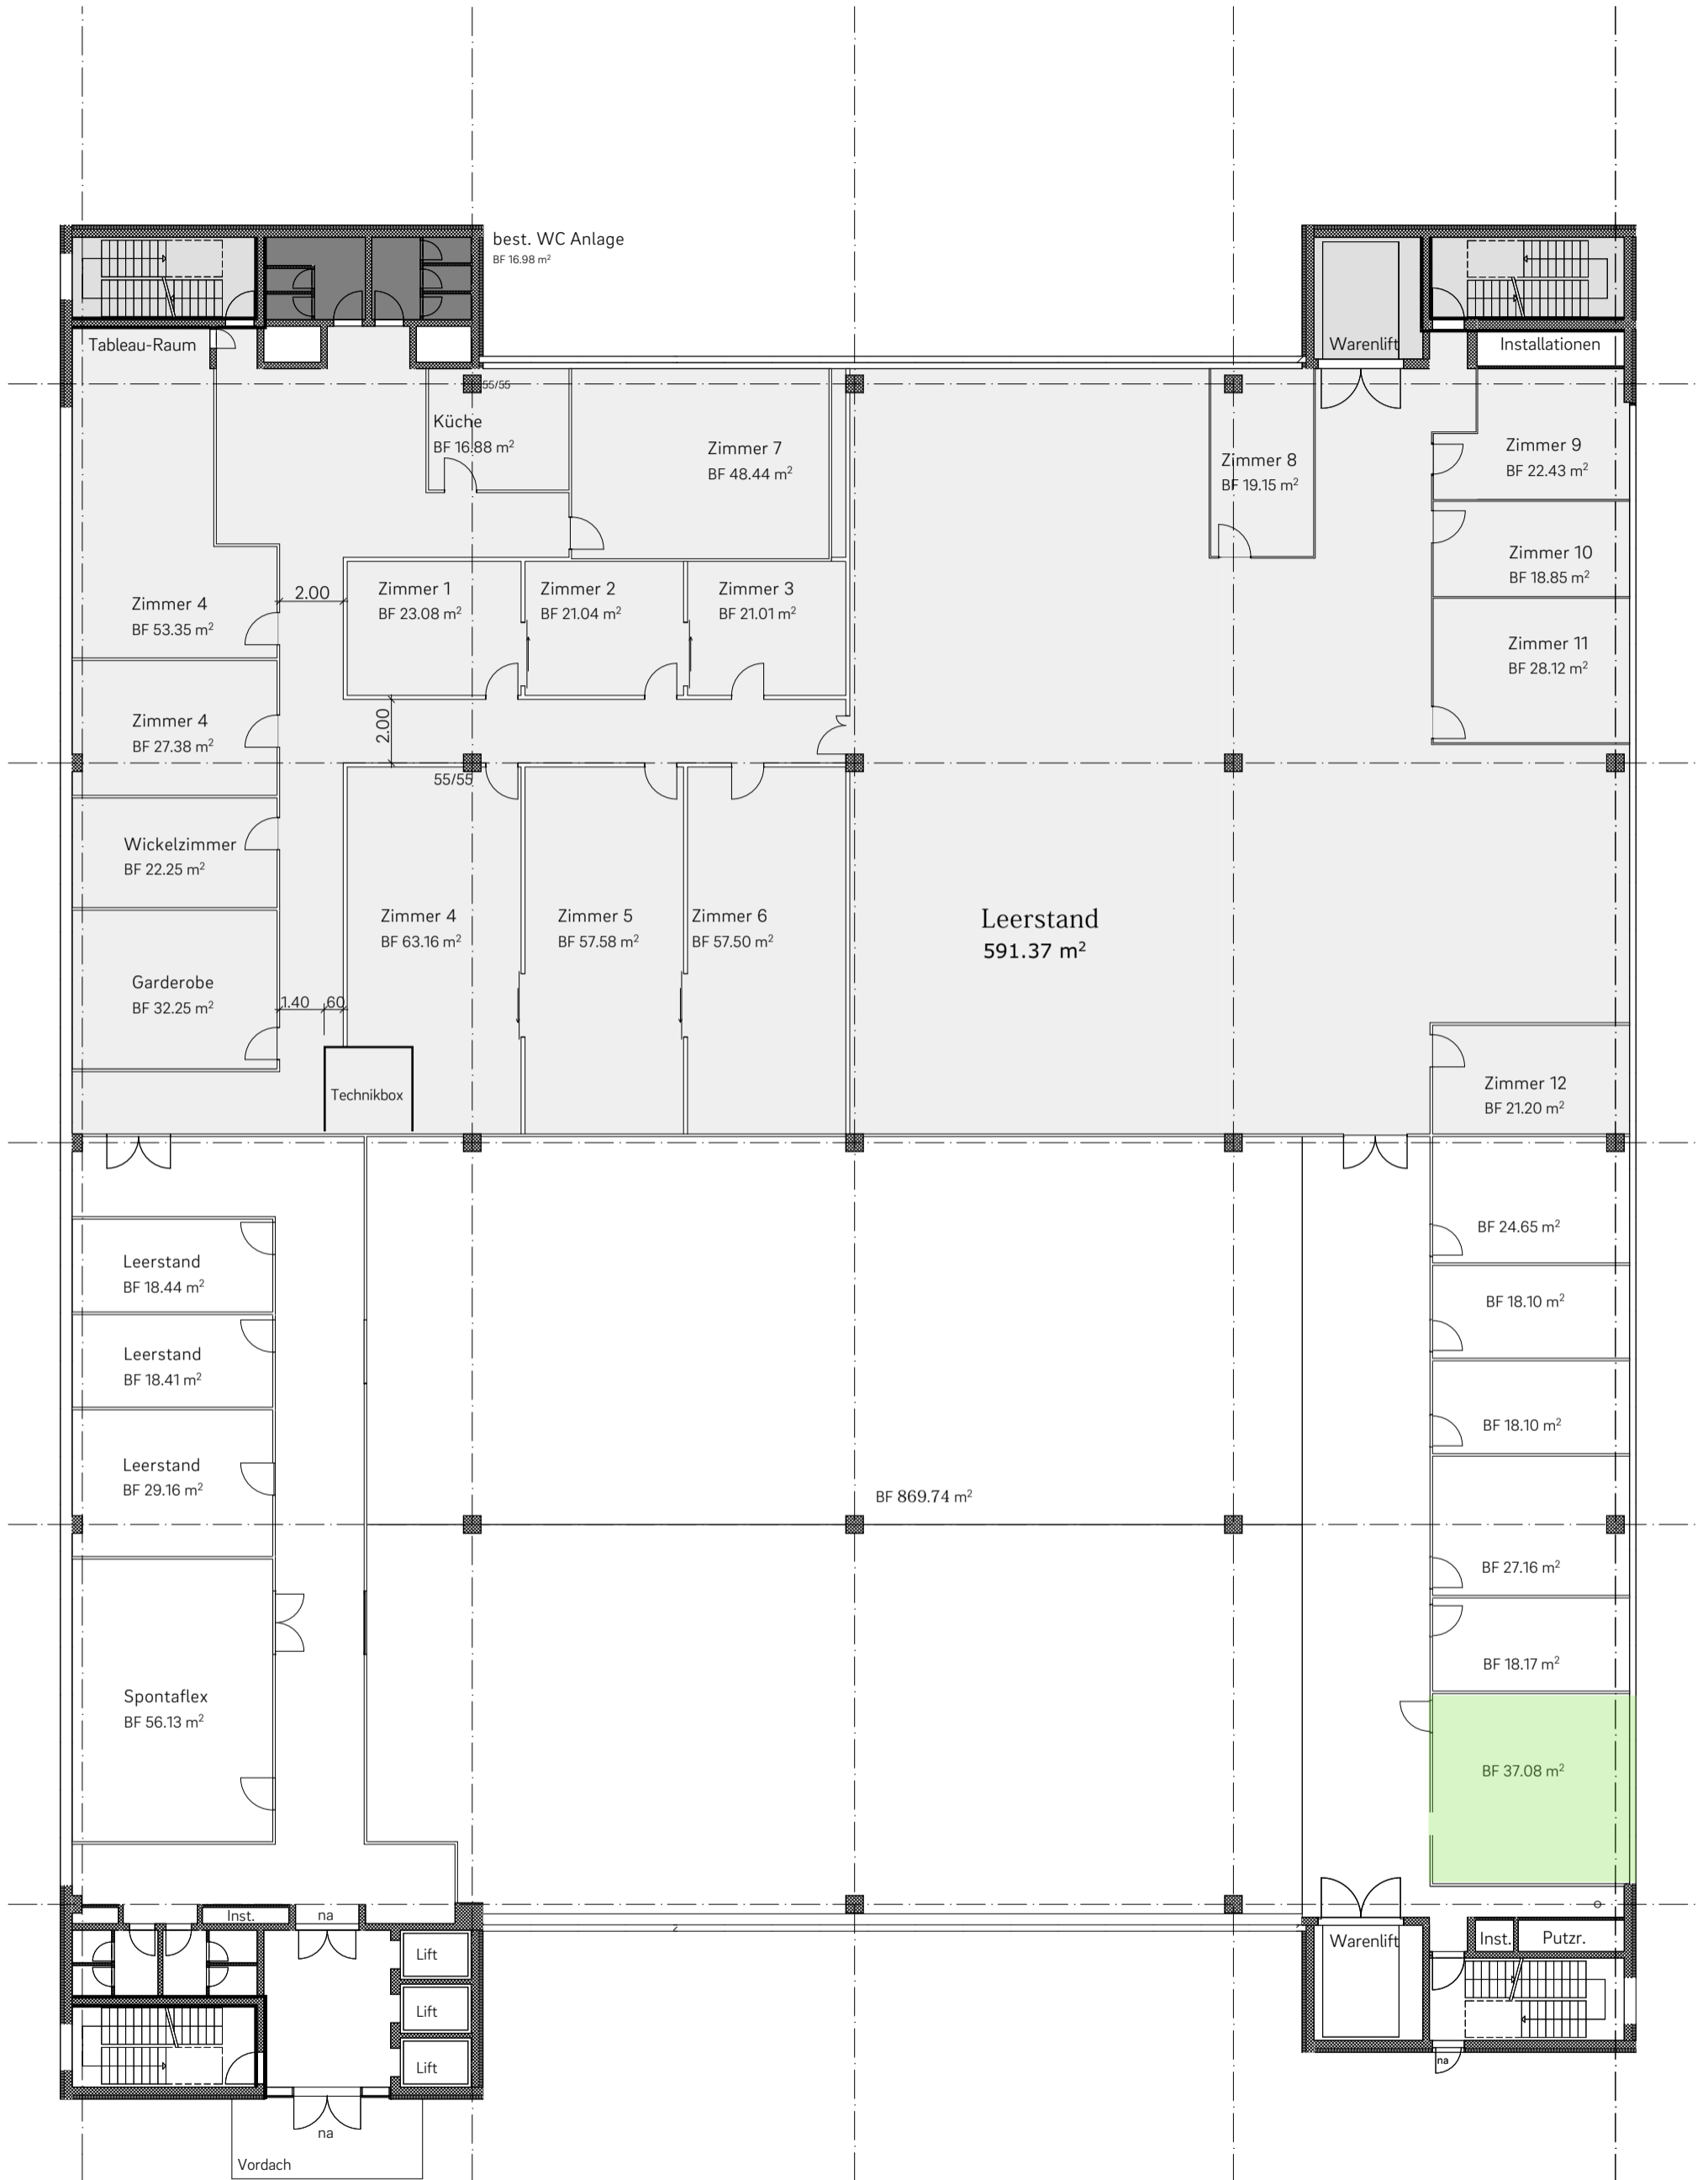 best. WC Anlage
BF 16.98 m²
Tableau-Raum
Warenlift
Installationen
55/55
Küche
BF 16.88 m²
Zimmer 7
BF 48.44 m²
Zimmer 8
BF 19.15 m²
Zimmer 9
BF 22.43 m²
Zimmer 10
BF 18.85 m²
Zimmer 4
BF 53.35 m²
2.00
Zimmer 1
BF 23.08 m²
Zimmer 2
BF 21.04 m²
Zimmer 3
BF 21.01 m²
Zimmer 11
BF 28.12 m²
Zimmer 4
BF 27.38 m²
2.00
55/55
Wickelzimmer
BF 22.25 m²
Zimmer 4
BF 63.16 m²
Zimmer 5
BF 57.58 m²
Zimmer 6
BF 57.50 m²
Leerstand
591.37 m²
Garderobe
BF 32.25 m²
1.40
60
Technikbox
Zimmer 12
BF 21.20 m²
Leerstand
BF 18.44 m²
BF 24.65 m²
BF 18.10 m²
Leerstand
BF 18.41 m²
BF 18.10 m²
Leerstand
BF 29.16 m²
BF 869.74 m²
BF 27.16 m²
BF 18.17 m²
Spontaflex
BF 56.13 m²
BF 37.08 m²
Inst.
na
2
Lift
Lift
Lift
Warenlift
Inst.
Putzr.
na
na
Vordach